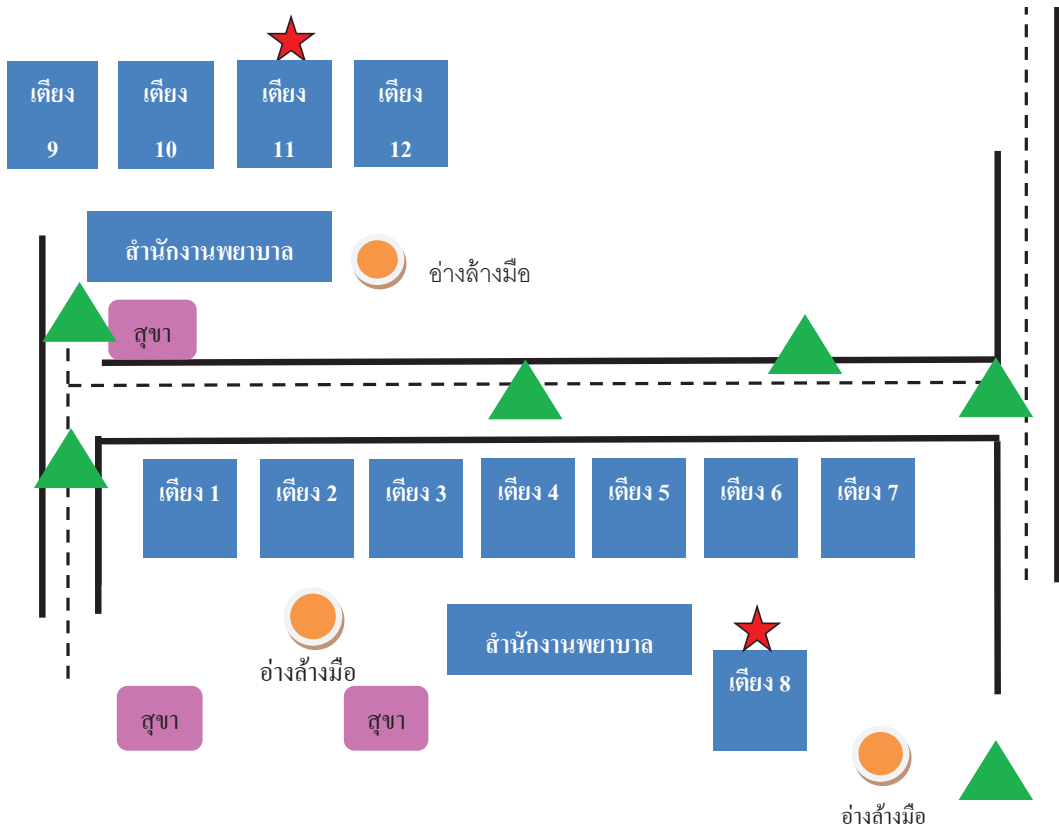 เตียง
9
เตียง
10
เตียง
11
เตียง
12
สำนักงานพยาบาล
อ่างล้างมือ
สุขา
เตียง 1
เตียง 2
เตียง 3
เตียง 4
เตียง 5
เตียง 6
เตียง 7
สำนักงานพยาบาล
อ่างล้างมือ
เตียง 8
สุขา
สุขา
อ่างล้างมือ